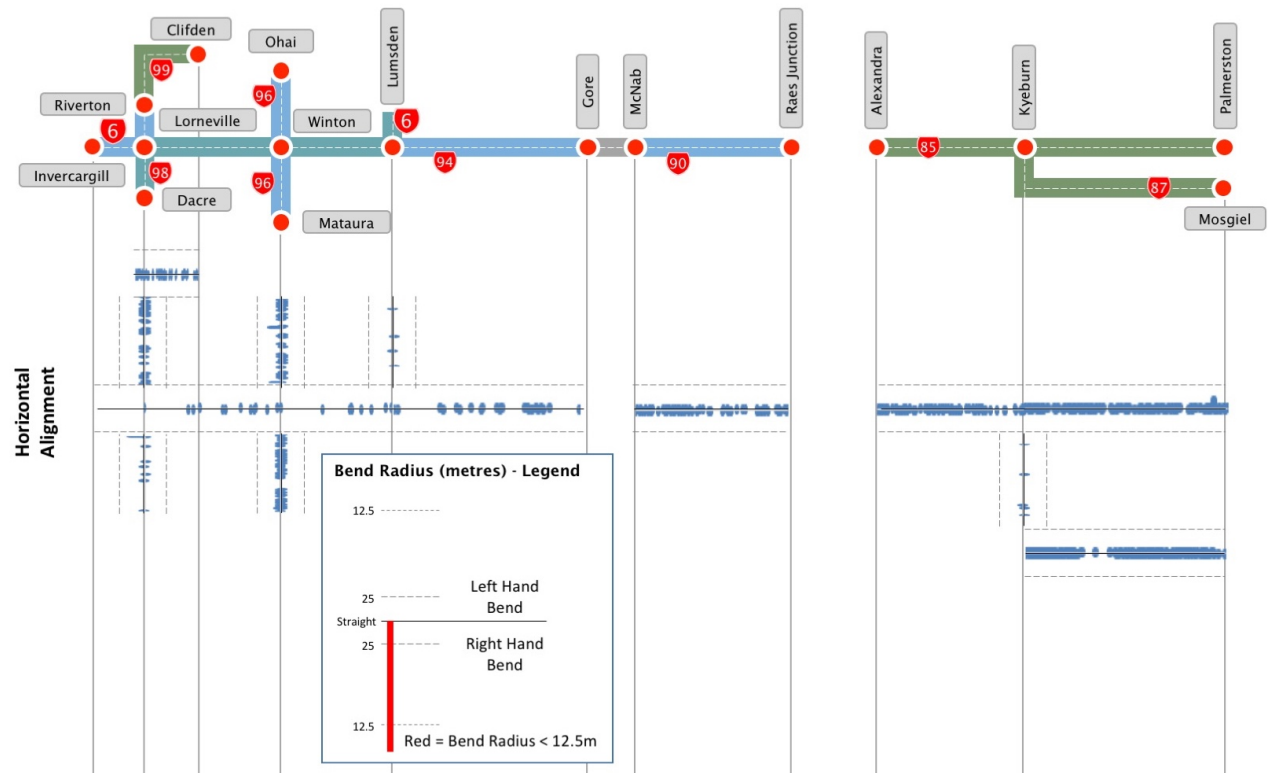 Clifden
Ohai
Lumsden
Gore
McNab
Raes Junction
Alexandra
Kyeburn
Palmerston
99
96
Riverton
6
Lorneville
Winton
6
94
90
85
Invercargill
98
96
87
Dacre
Mataura
Mosgiel
Horizontal
Alignment
Bend Radius (metres) - Legend
12.5
25
Left Hand
Bend
Straight
25
Right Hand
Bend
12.5
Red = Bend Radius < 12.5m